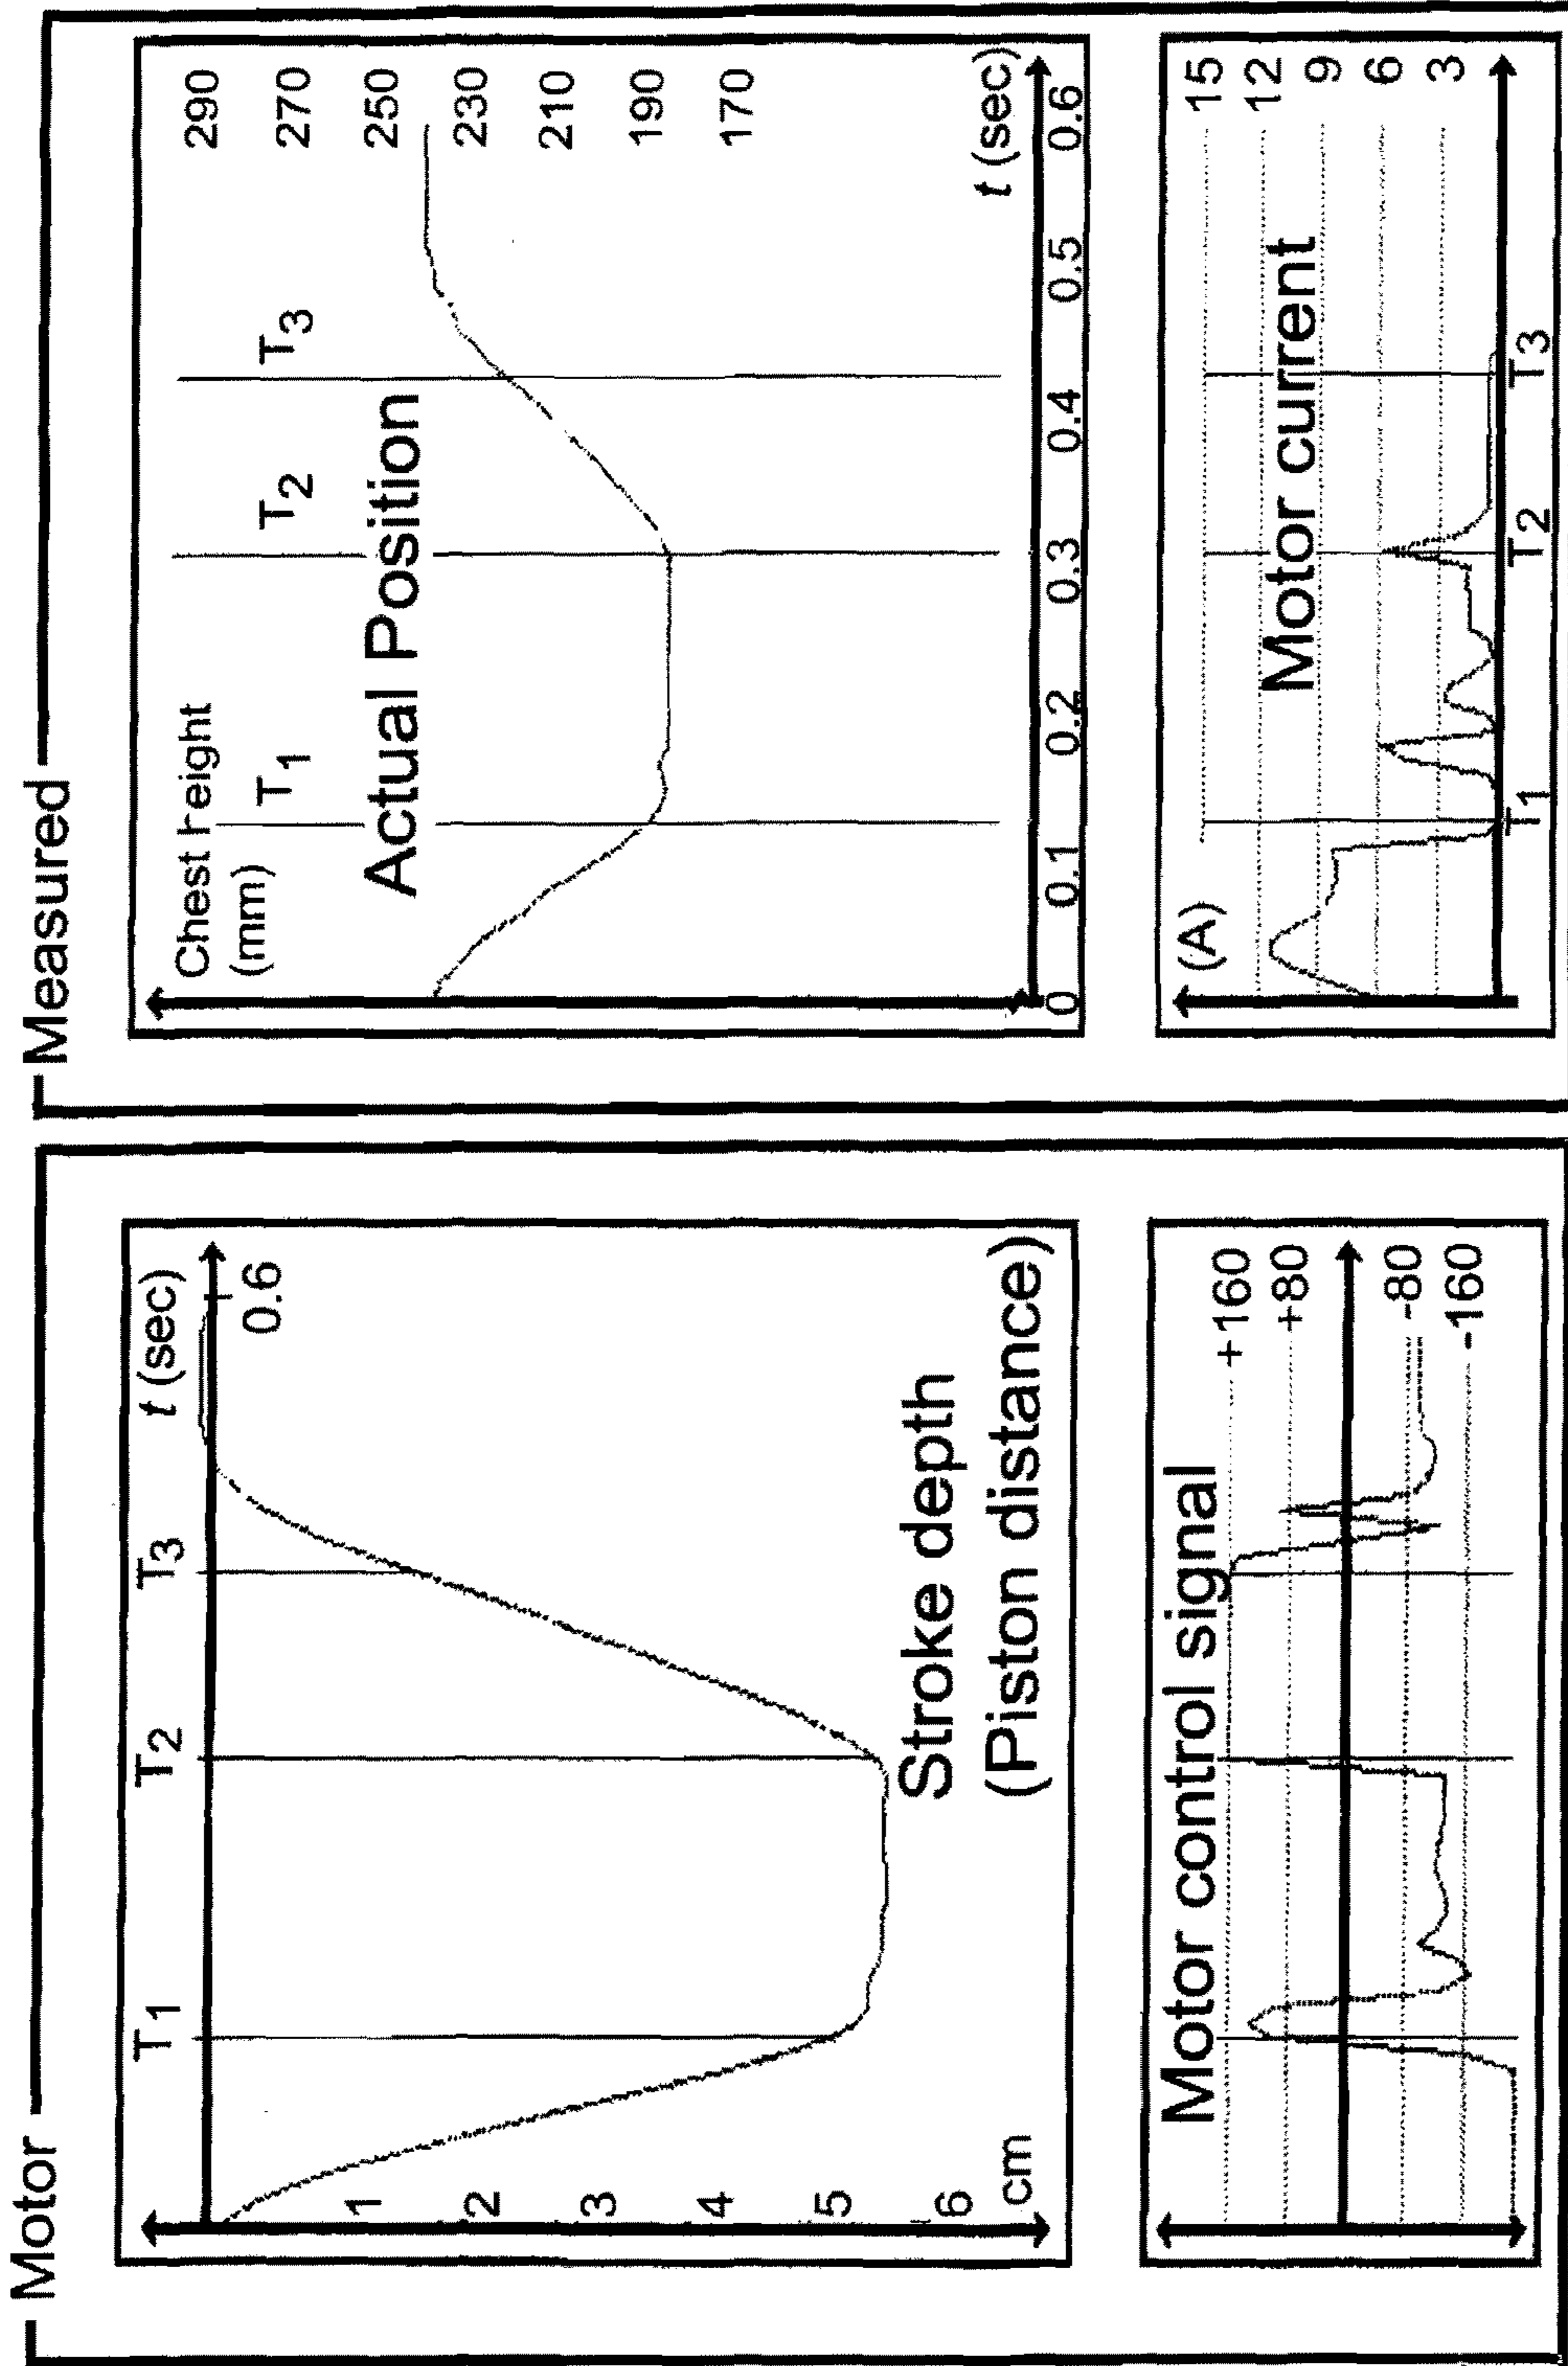 Motor
t (sec)
T1
T2
T3
0.6
1
2
3
4
5
6
cm
Stroke depth
(Piston distance)
Motor control signal
+160
+80
-80
-160
Measured
Chest height
(mm)
T1
T2
T3
290
270
250
230
210
190
170
Actual Position
t (sec)
0
0.1
0.2
0.3
0.4
0.5
0.6
(A)
15
12
9
6
3
Motor current
T1
T2
T3